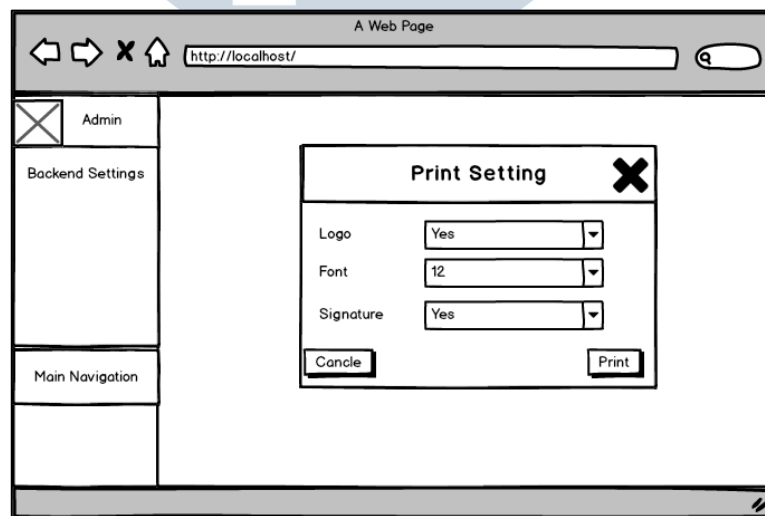 A Web Page
http://localhost/
Admin
Backend Settings
Main Navigation
Print Setting
Logo Yes
Font 12
Signature Yes
Cancle Print